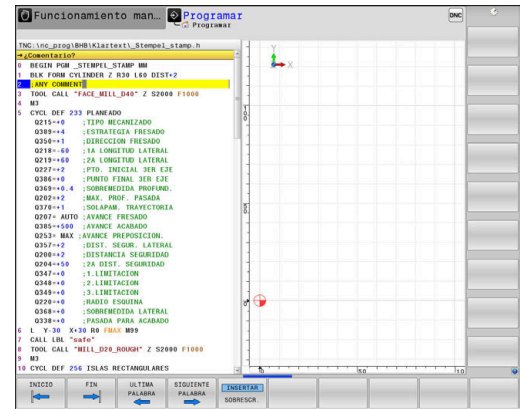 Funcionamiento man...
Programar
Programar
DNC
TNC:\nc_prog\BHB\Klartext\_Stempel_stamp.h
→¿Comentario?
0 BEGIN PGM _STEMPEL_STAMP MM
1 BLK FORM CYLINDER Z R30 L60 DIST+2
2 ;ANY COMMENT
3 TOOL CALL "FACE_MILL_D40" Z S2000 F1000
4 M3
5 CYCL DEF 233 PLANEADO
Q215=+0 ;TIPO MECANIZADO
Q389=+4 ;ESTRATEGIA FRESADO
Q350=+1 ;DIRECCION FRESADO
Q218=-60 ;1A LONGITUD LATERAL
Q219=+60 ;2A LONGITUD LATERAL
Q227=+2 ;PTO. INICIAL 3ER EJE
Q386=+0 ;PUNTO FINAL 3ER EJE
Q369=+0.4 ;SOBREMEDIDA PROFUND.
Q202=+2 ;MAX. PROF. PASADA
Q370=+1 ;SOLAPAM. TRAYECTORIA
Q207= AUTO ;AVANCE FRESADO
Q385=+500 ;AVANCE ACABADO
Q253= MAX ;AVANCE PREPOSICION.
Q357=+2 ;DIST. SEGUR. LATERAL
Q200=+2 ;DISTANCIA SEGURIDAD
Q204=+50 ;2A DIST. SEGURIDAD
Q347=+0 ;1.LIMITACION
Q348=+0 ;2.LIMITACION
Q349=+0 ;3.LIMITACION
Q220=+0 ;RADIO ESQUINA
Q368=+0 ;SOBREMEDIDA LATERAL
Q338=+0 ;PASADA PARA ACABADO
6 L Y-30 X+30 R0 FMAX M99
7 CALL LBL "safe"
8 TOOL CALL "MILL_D20_ROUGH" Z S2000 F1000
9 M3
10 CYCL DEF 256 ISLAS RECTANGULARES
Y
X
100
50
0
0
50
10
INICIO
FIN
ULTIMA PALABRA
SIGUIENTE PALABRA
INSERTAR
SOBRESCR.